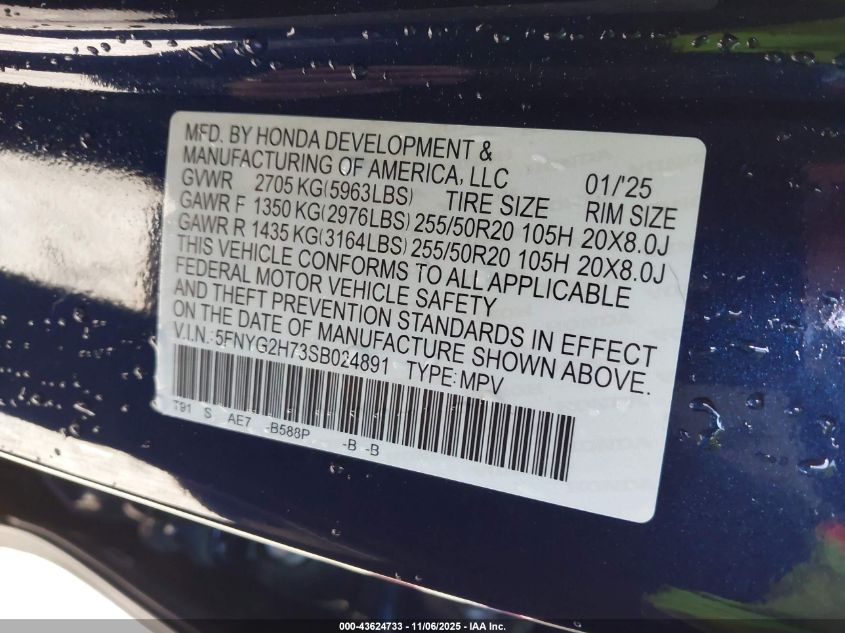 MFD. BY HONDA DEVELOPMENT &
MANUFACTURING OF AMERICA, LLC 01/'25
GVWR 2705 KG(5963LBS) TIRE SIZE RIM SIZE
GAWR F 1350 KG(2976LBS) 255/50R20 105H 20X8.0J
GAWR R 1435 KG(3164LBS) 255/50R20 105H 20X8.0J
THIS VEHICLE CONFORMS TO ALL APPLICABLE
FEDERAL MOTOR VEHICLE SAFETY
AND THEFT PREVENTION STANDARDS IN EFFECT
ON THE DATE OF MANUFACTURE SHOWN ABOVE.
V.I.N.: 5FNYG2H73SB024891 TYPE: MPV
T91 S AE7 -B588P -B -B
000-43624733 - 11/06/2025 - IAA Inc.